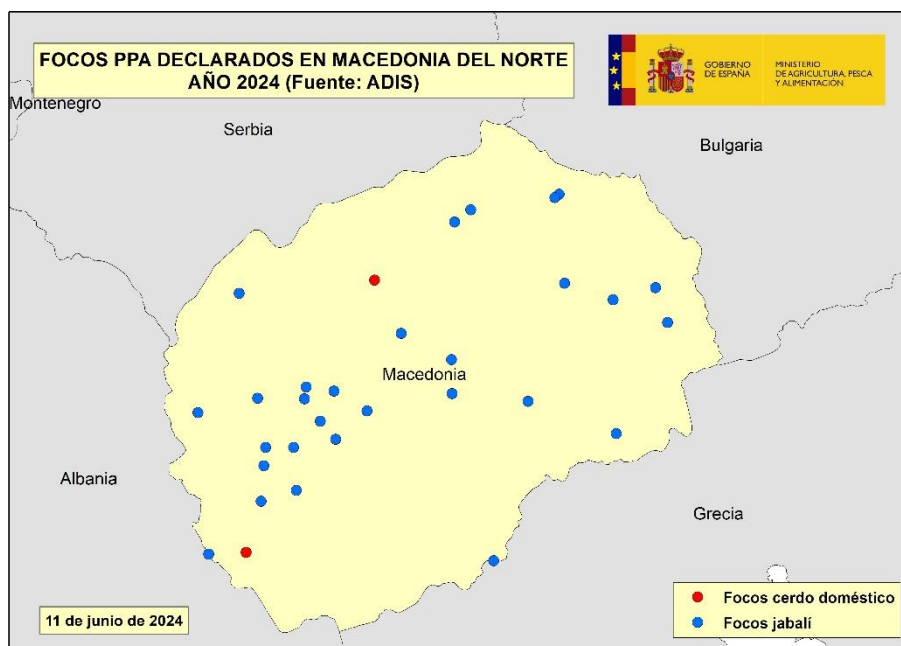 FOCOS PPA DECLARADOS EN MACEDONIA DEL NORTE
AÑO 2024 (Fuente: ADIS)
GOBIERNO
DE ESPAÑA
MINISTERIO
DE AGRICULTURA, PESCA
Y ALIMENTACIÓN
Montenegro
Serbia
Bulgaria
Macedonia
Albania
Grecia
Focos cerdo doméstico
Focos jabalí
11 de junio de 2024